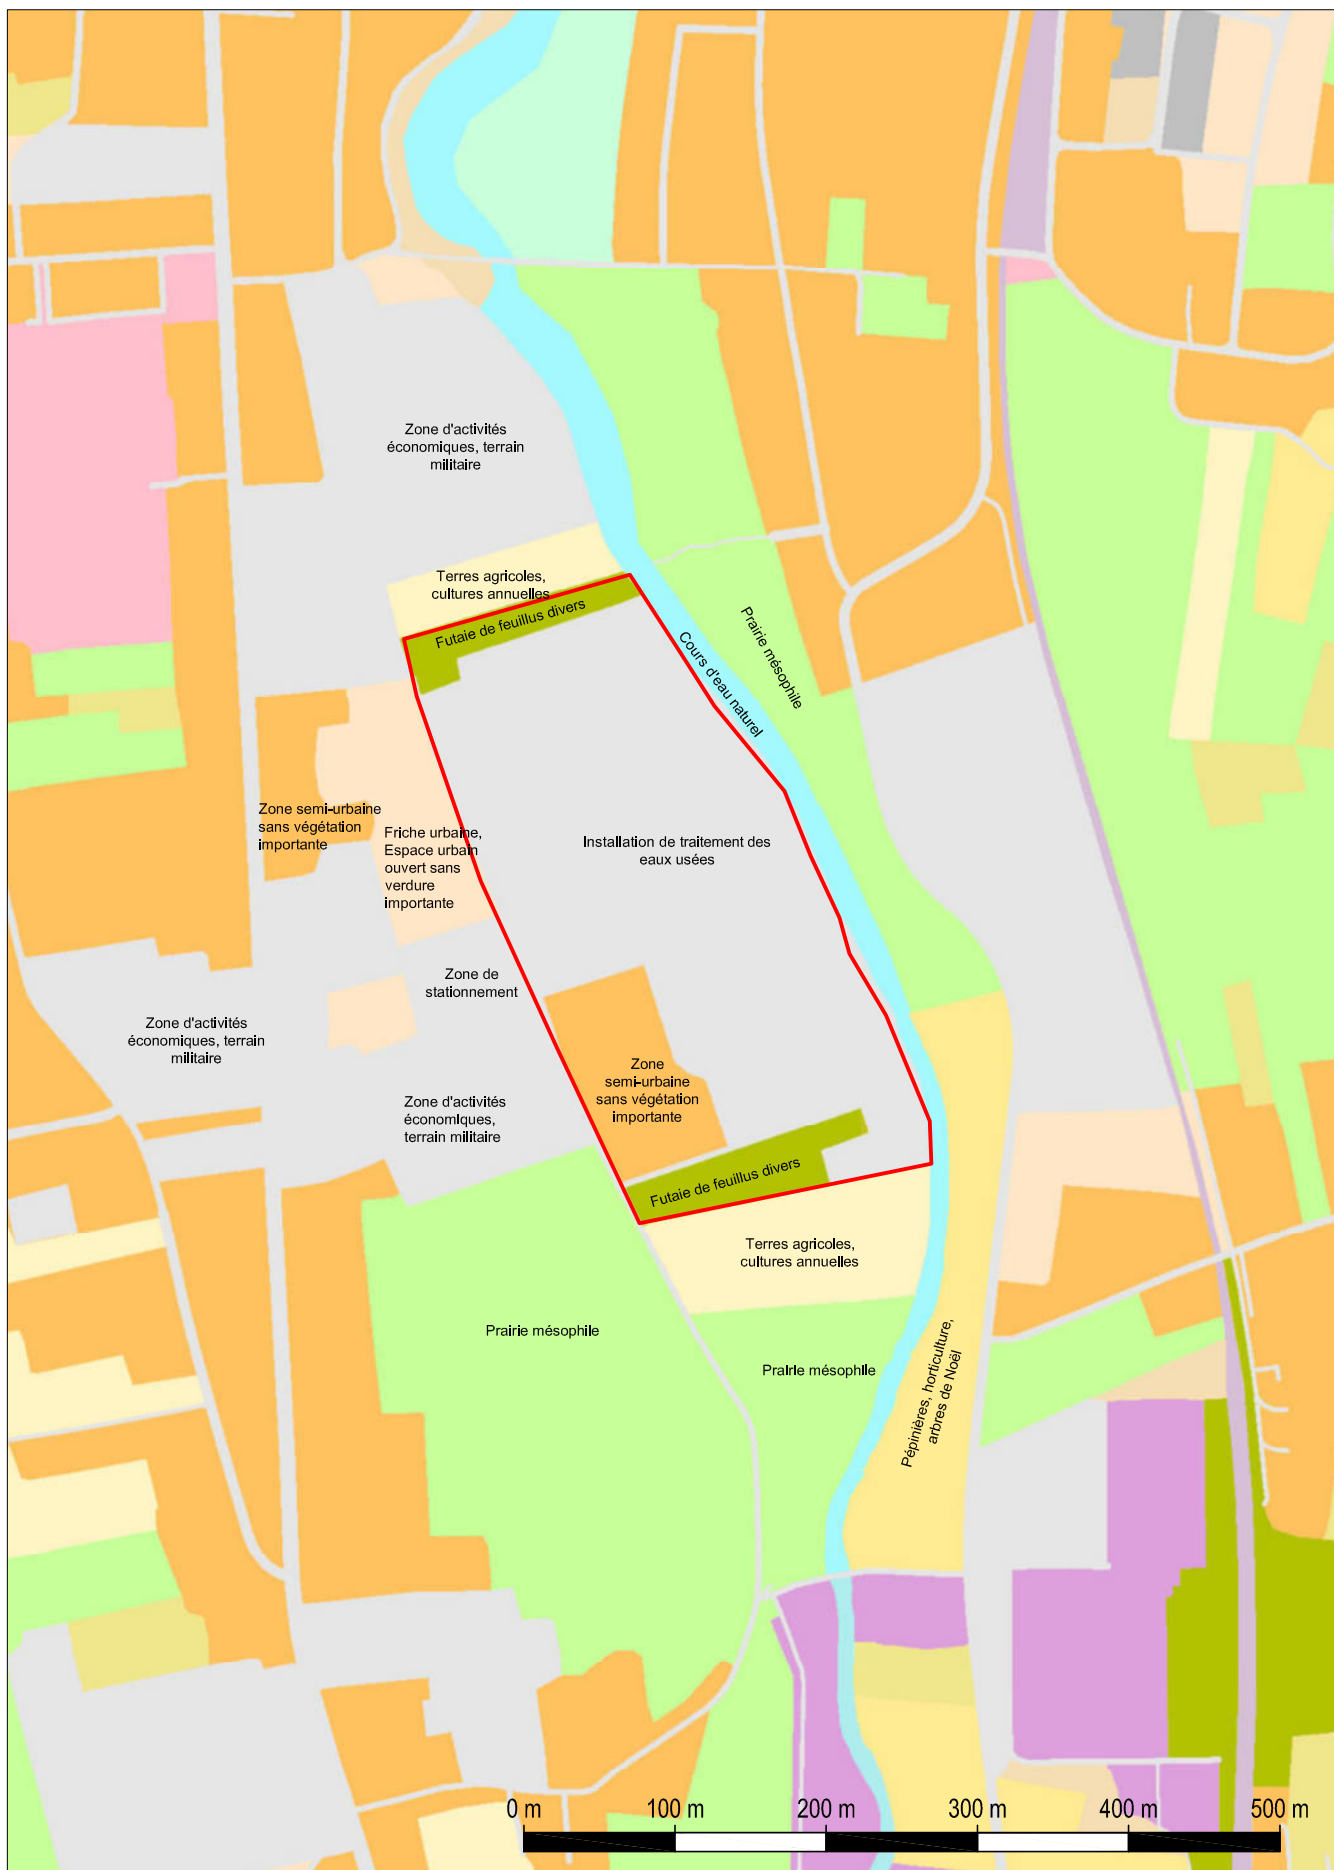 Zone d'activités
économiques, terrain
militaire
Terres agricoles,
cultures annuelles
Futaie de feuillus divers
Cours d'eau naturel
Prairie mésophile
Zone semi-urbaine
sans végétation
importante
Friche urbaine,
Espace urbain
ouvert sans
verdure
importante
Installation de traitement des
eaux usées
Zone de
stationnement
Zone d'activités
économiques, terrain
militaire
Zone
semi-urbaine
sans végétation
importante
Zone d'activités
économiques,
terrain militaire
Futaie de feuillus divers
Terres agricoles,
cultures annuelles
Prairie mésophile
Prairie mésophile
Pépinières, horticulture,
arbres de Noël
0 m 100 m 200 m 300 m 400 m 500 m